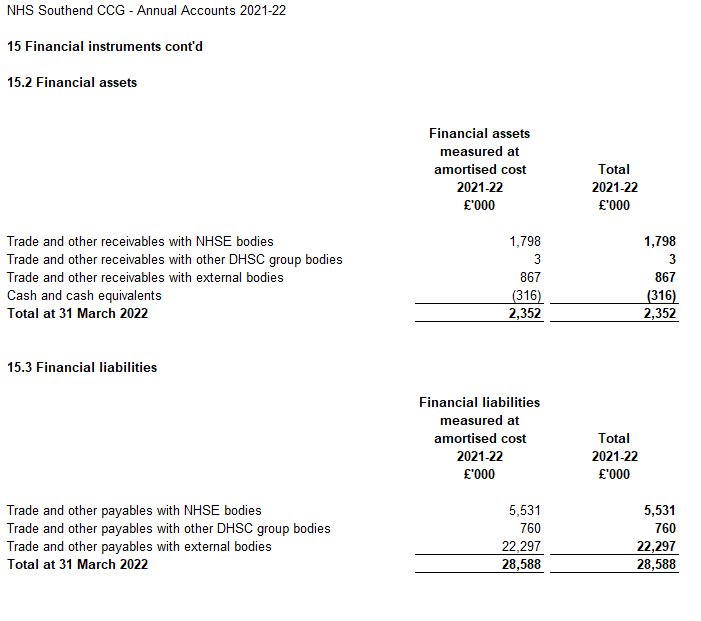 NHS Southend CCG - Annual Accounts 2021-22
15 Financial instruments cont'd
15.2 Financial assets
Financial assets
measured at
amortised cost Total
2021-22 2021-22
£'000 £'000
Trade and other receivables with NHSE bodies 1,798 1,798
Trade and other receivables with other DHSC group bodies 3 3
Trade and other receivables with external bodies 867 867
Cash and cash equivalents (316) (316)
Total at 31 March 2022 2,352 2,352
15.3 Financial liabilities
Financial liabilities
measured at
amortised cost Total
2021-22 2021-22
£'000 £'000
Trade and other payables with NHSE bodies 5,531 5,531
Trade and other payables with other DHSC group bodies 760 760
Trade and other payables with external bodies 22,297 22,297
Total at 31 March 2022 28,588 28,588